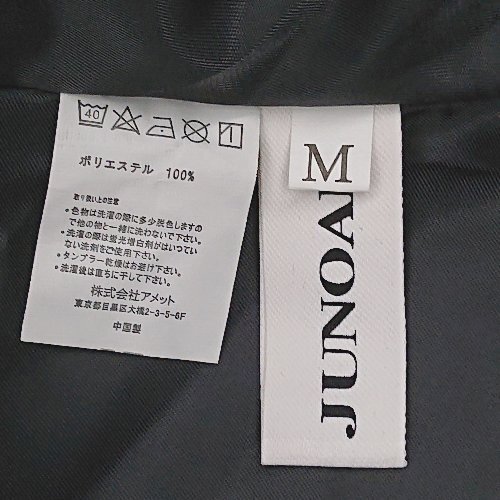 40
ポリエステル 100%
取り扱い上の注意
・色物は洗濯の際に多少脱色しますの
で他の物と一緒に洗わないで下さい。
・洗濯の際は蛍光増白剤がはいってい
ない洗剤をご使用下さい。
・タンブラー乾燥はお避け下さい。
・洗濯後は直ちに干して下さい。
株式会社アメット
東京都目黒区大橋2-3-5-6F
中国製
M
JUNOA